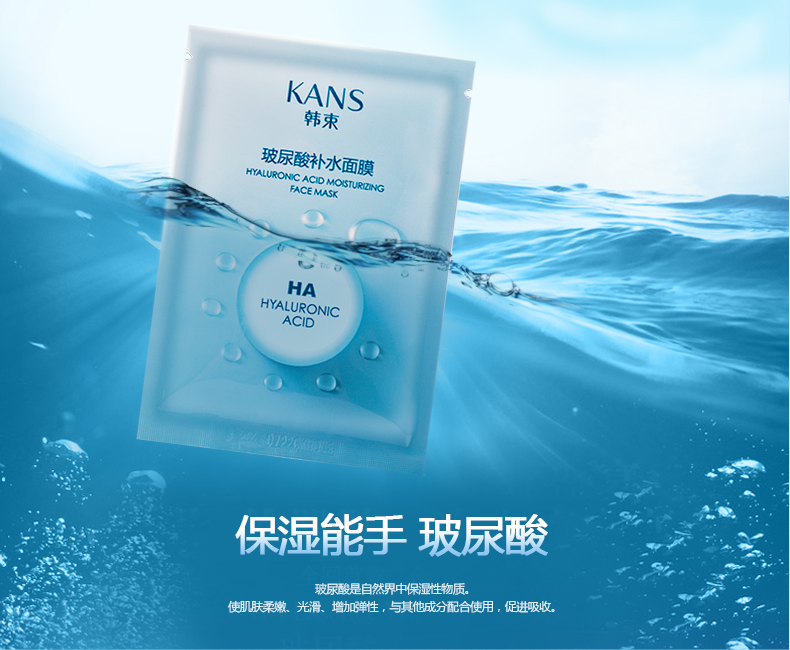 KANS
韩束
玻尿酸补水面膜
HYALURONIC ACID MOISTURIZING
FACE MASK
HA
HYALURONIC
ACID
保湿能手 玻尿酸
玻尿酸是自然界中保湿性物质。
使肌肤柔嫩、光滑、增加弹性，与其他成分配合使用，促进吸收。